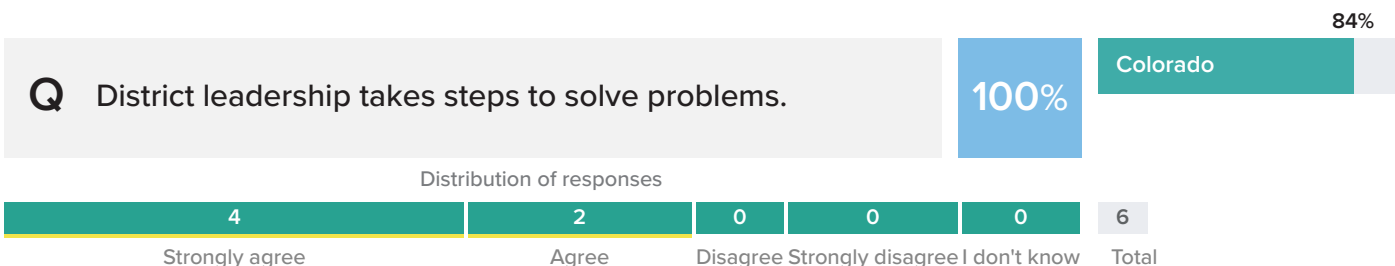 84%
Q District leadership takes steps to solve problems.
100%
Colorado
Distribution of responses
4 2 0 0 0 6
Strongly agree Agree Disagree Strongly disagree I don't know Total